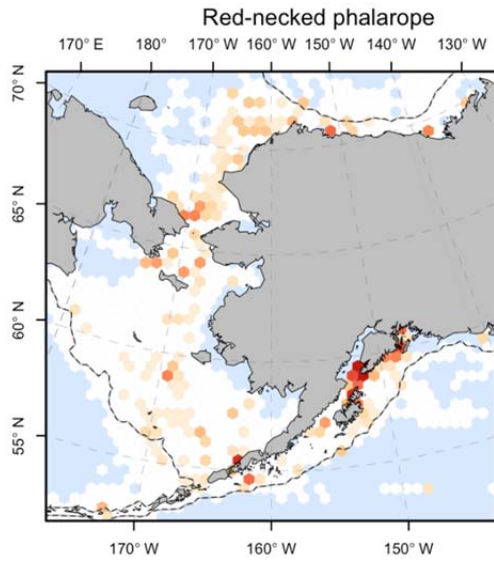 Red-necked phalarope
170° E 180° 170° W 160° W 150° W 140° W 130° W
70° N
65° N
60° N
55° N
170° W 160° W 150° W